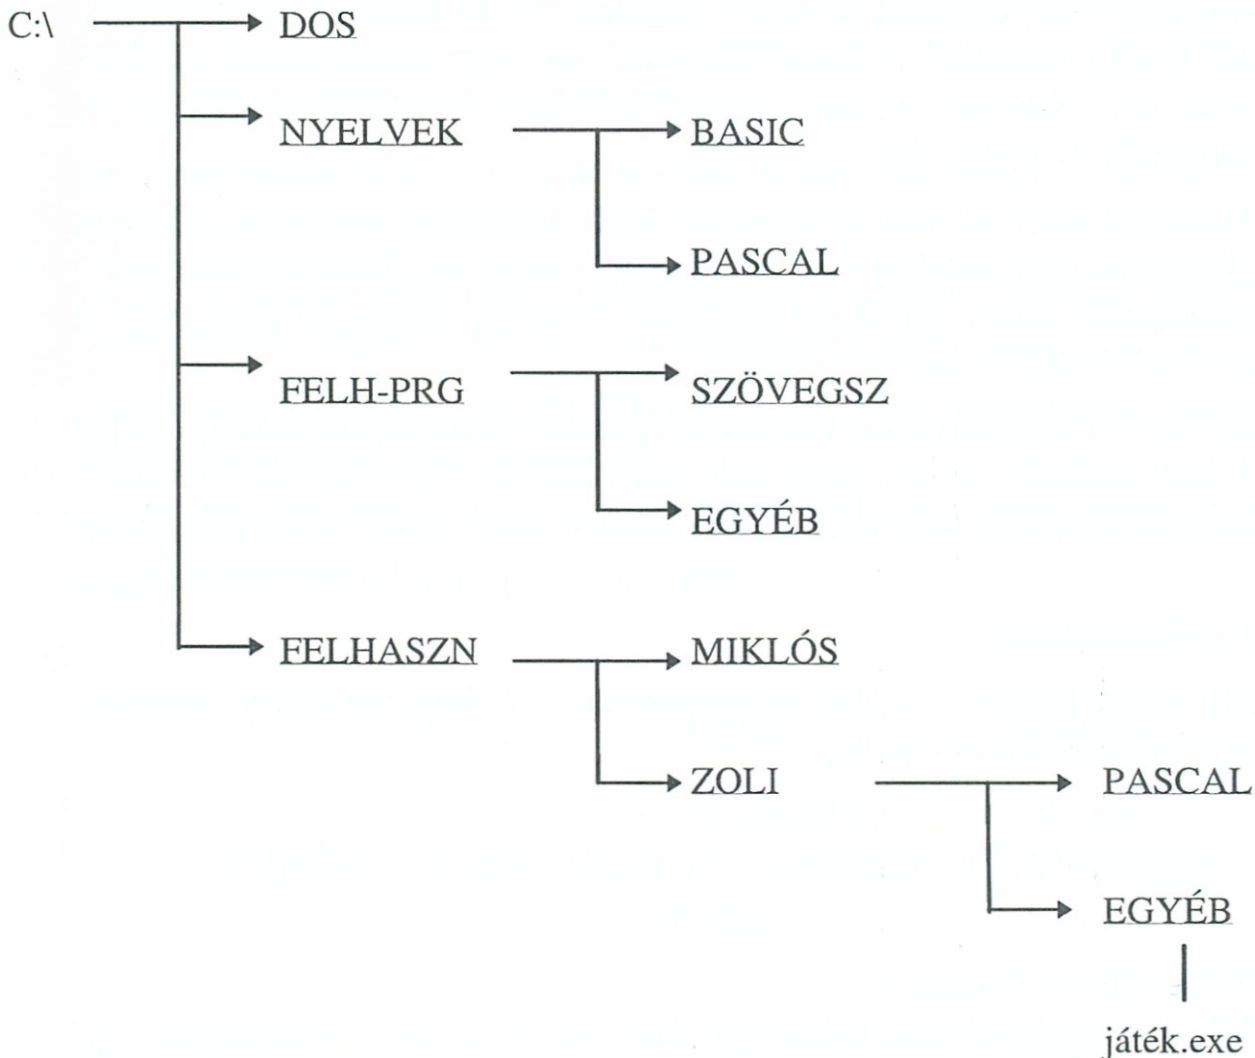 C:\ DOS
NYELVEK BASIC
PASCAL
FELH-PRG SZÖVEGSZ
EGYÉB
FELHASZN MIKLÓS
ZOLI PASCAL
EGYÉB
játék.exe